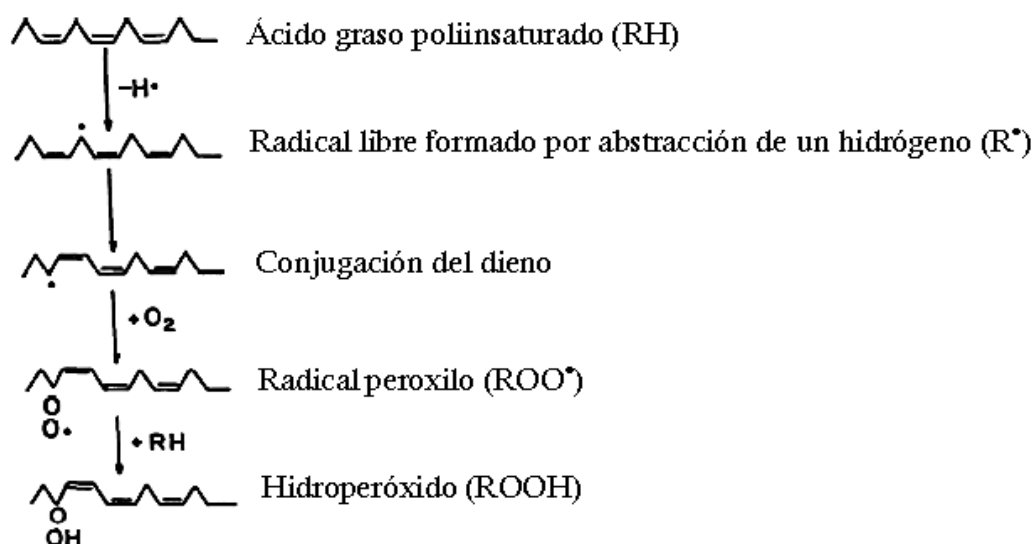 Ácido graso poliinsaturado (RH)
–H•
Radical libre formado por abstracción de un hidrógeno (R•)
Conjugación del dieno
+O₂
Radical peroxilo (ROO•)
O
O•
+RH
Hidroperóxido (ROOH)
O
OH